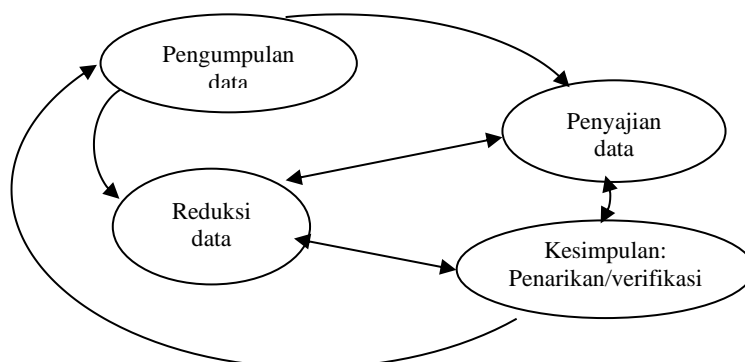 Pengumpulan
data
Penyajian
data
Reduksi
data
Kesimpulan:
Penarikan/verifikasi